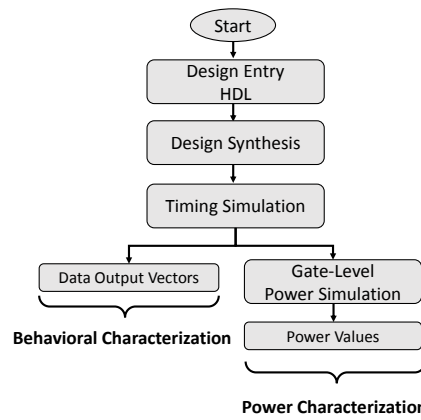 Start
Design Entry
HDL
Design Synthesis
Timing Simulation
Data Output Vectors
Gate-Level
Power Simulation
Behavioral Characterization
Power Values
Power Characterization